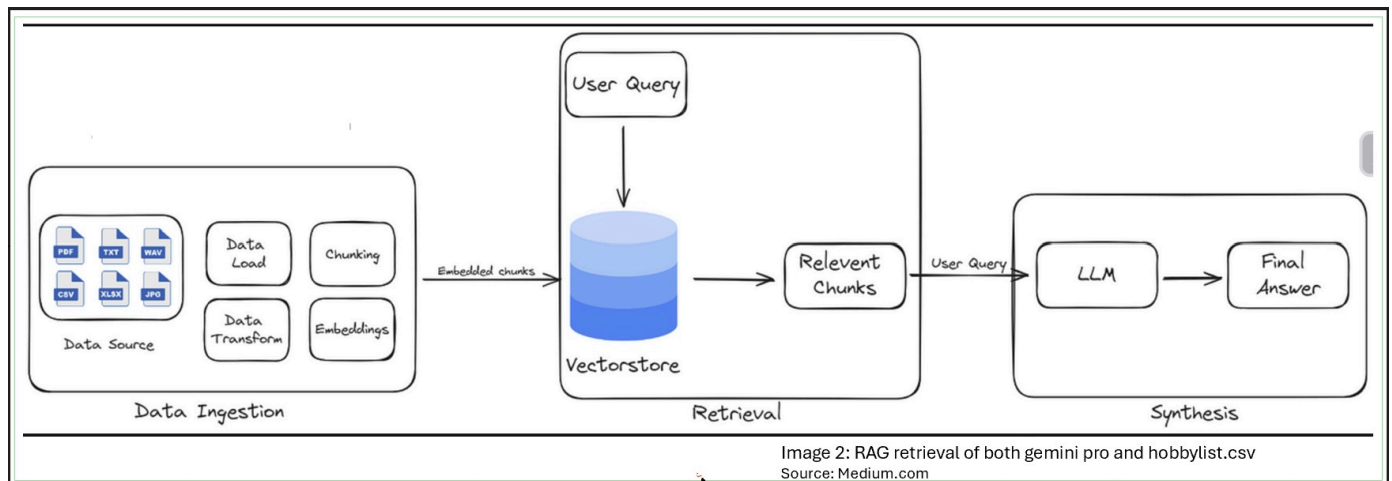 User Query
PDF TXT WAV
CSV XLSX JPG
Data Source
Data
Load
Chunking
Data
Transform
Embeddings
Data Ingestion
Embedded chunks
Vectorstore
Relevent
Chunks
Retrieval
User Query
LLM
Final
Answer
Synthesis
Image 2: RAG retrieval of both gemini pro and hobbylist.csv
Source: Medium.com